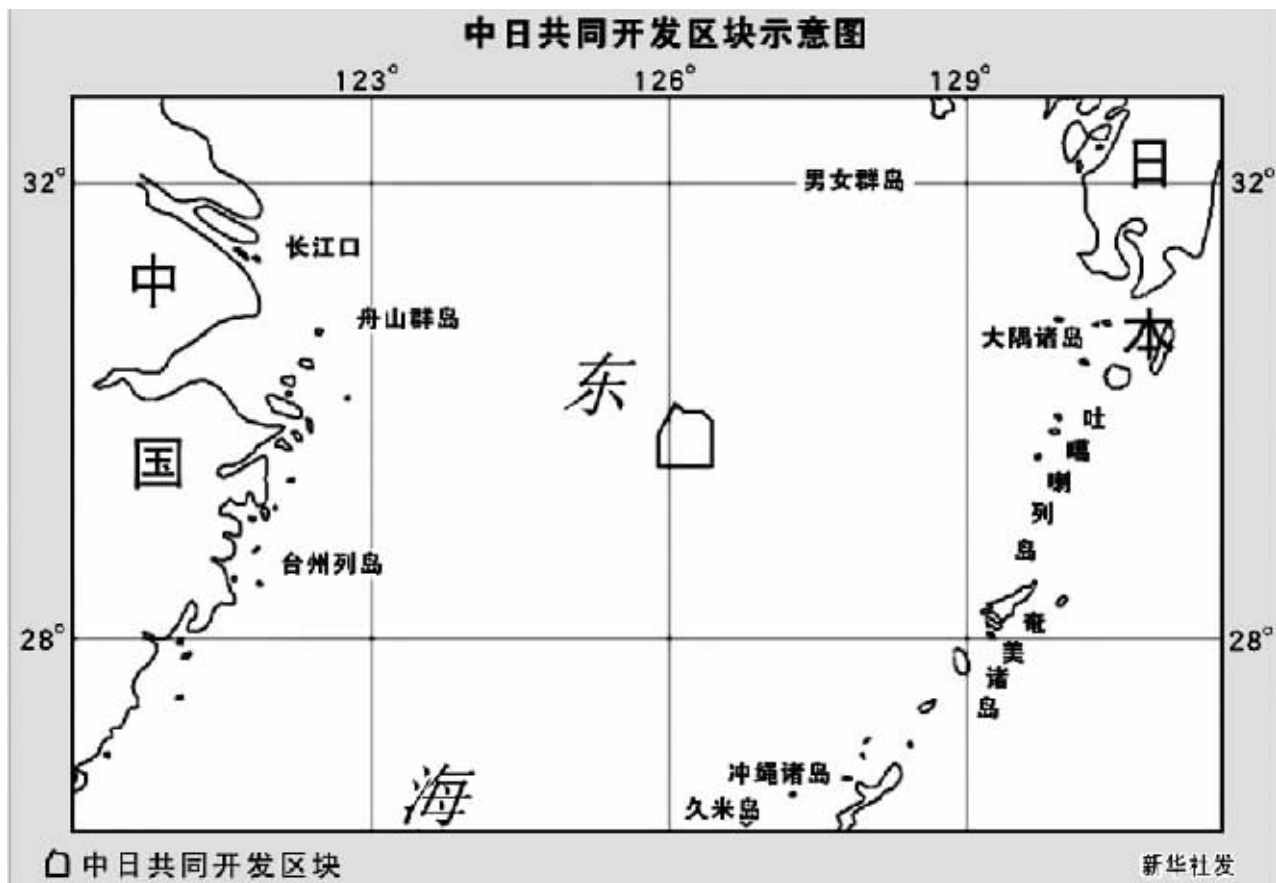 中日共同开发区块示意图
123° 126° 129°
32° 男女群岛 日 32°
长江口
中
舟山群岛
大隅诸岛 本
东
吐噶喇列岛
国
台州列岛
28° 28°
奄美诸岛
海
冲绳诸岛
久米岛
中日共同开发区块
新华社发